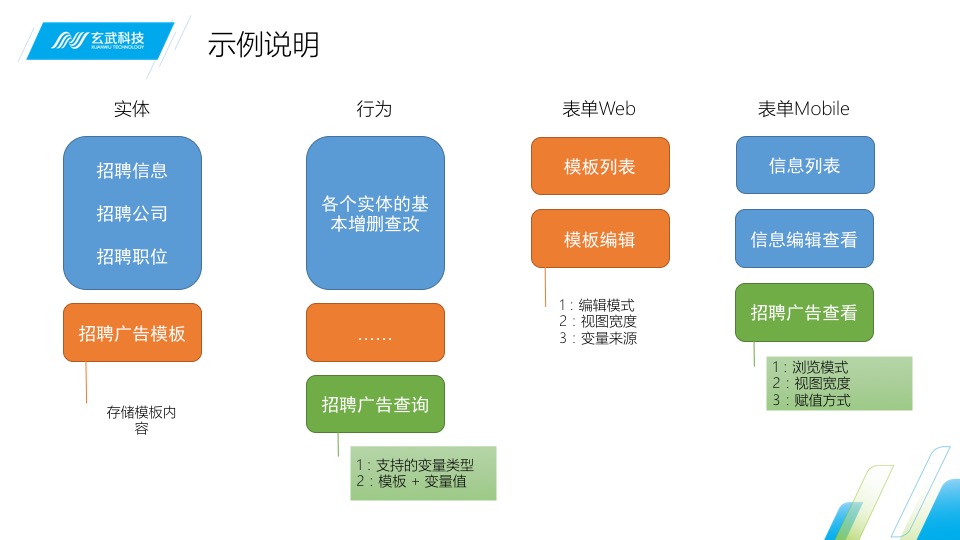 玄武科技
XUANWU TECHNOLOGY
示例说明
实体
招聘信息
招聘公司
招聘职位
招聘广告模板
存储模板内
容
行为
各个实体的基
本增删查改
……
招聘广告查询
1：支持的变量类型
2：模板 + 变量值
表单Web
模板列表
模板编辑
1：编辑模式
2：视图宽度
3：变量来源
表单Mobile
信息列表
信息编辑查看
招聘广告查看
1：浏览模式
2：视图宽度
3：赋值方式